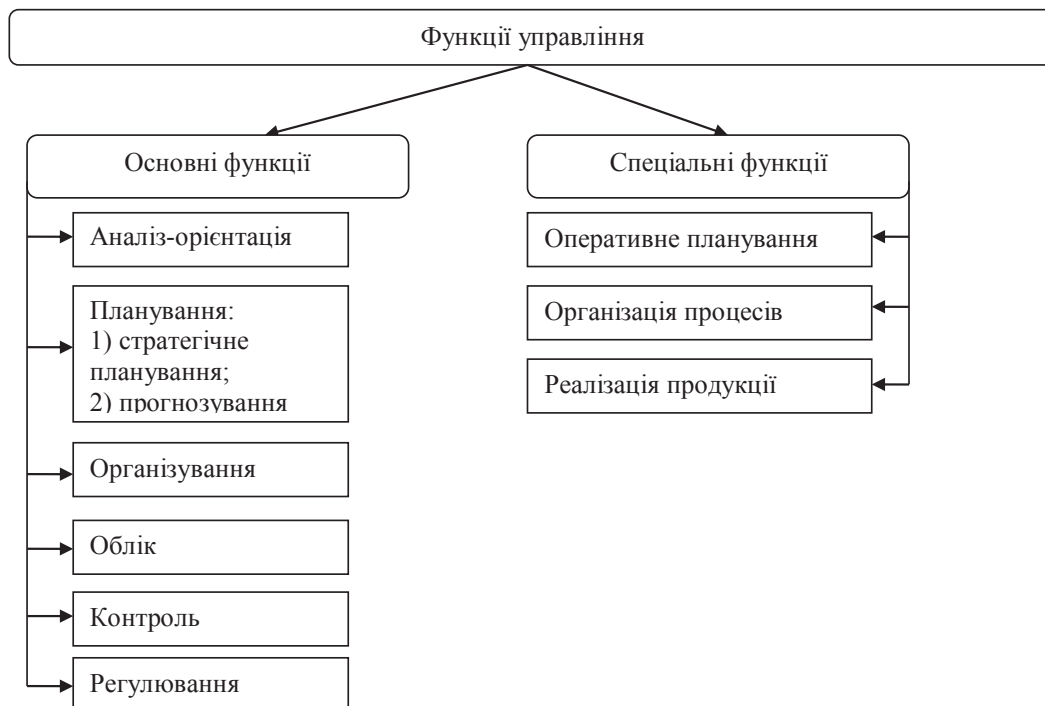 Функції управління
Основні функції
Аналіз-орієнтація
Планування:
1) стратегічне
планування;
2) прогнозування
Організування
Облік
Контроль
Регулювання
Спеціальні функції
Оперативне планування
Організація процесів
Реалізація продукції